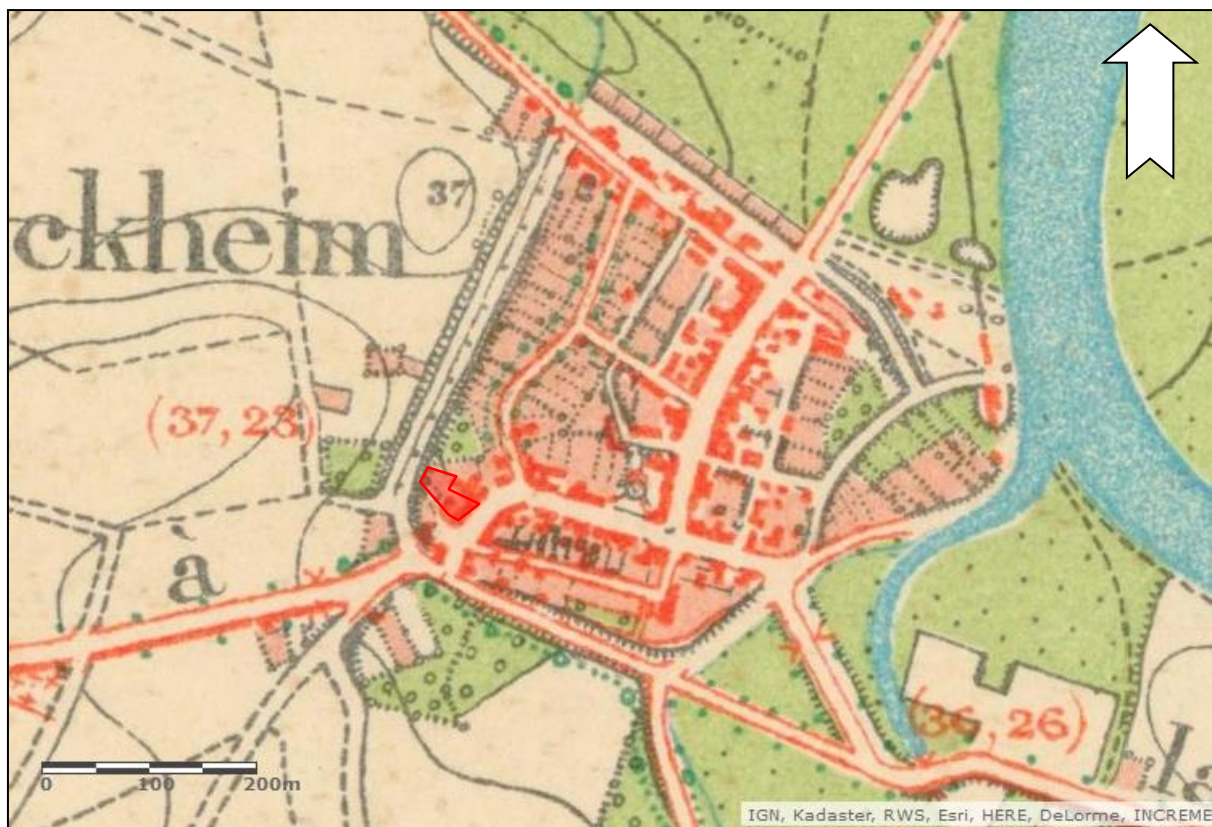 37
ckheim
(37,23)
à
(36,26)
0 100 200m
IGN, Kadaster, RWS, Esri, HERE, DeLorme, INCREME